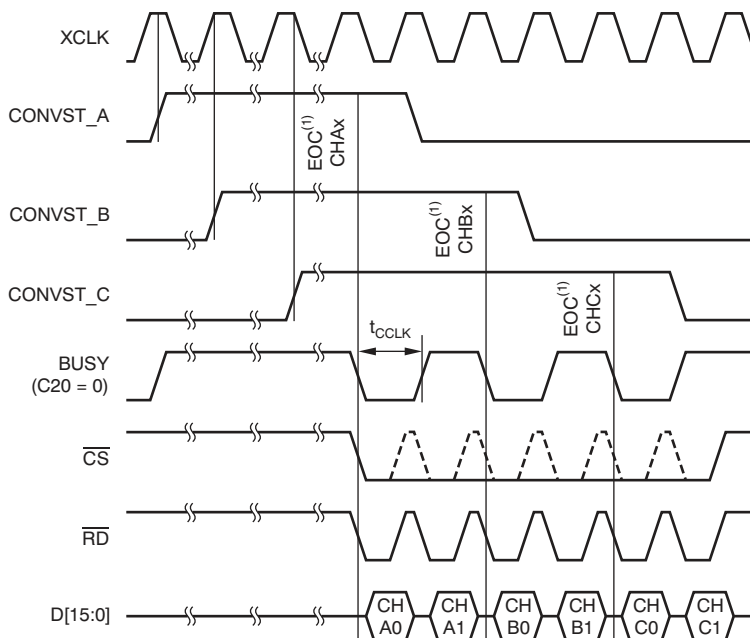 XCLK
CONVST_A
EOC(1)
CHAx
CONVST_B
EOC(1)
CHBx
CONVST_C
EOC(1)
CHCx
tCCLK
BUSY
(C20 = 0)
CS
RD
D[15:0]
CH
A0
CH
A1
CH
B0
CH
B1
CH
C0
CH
C1